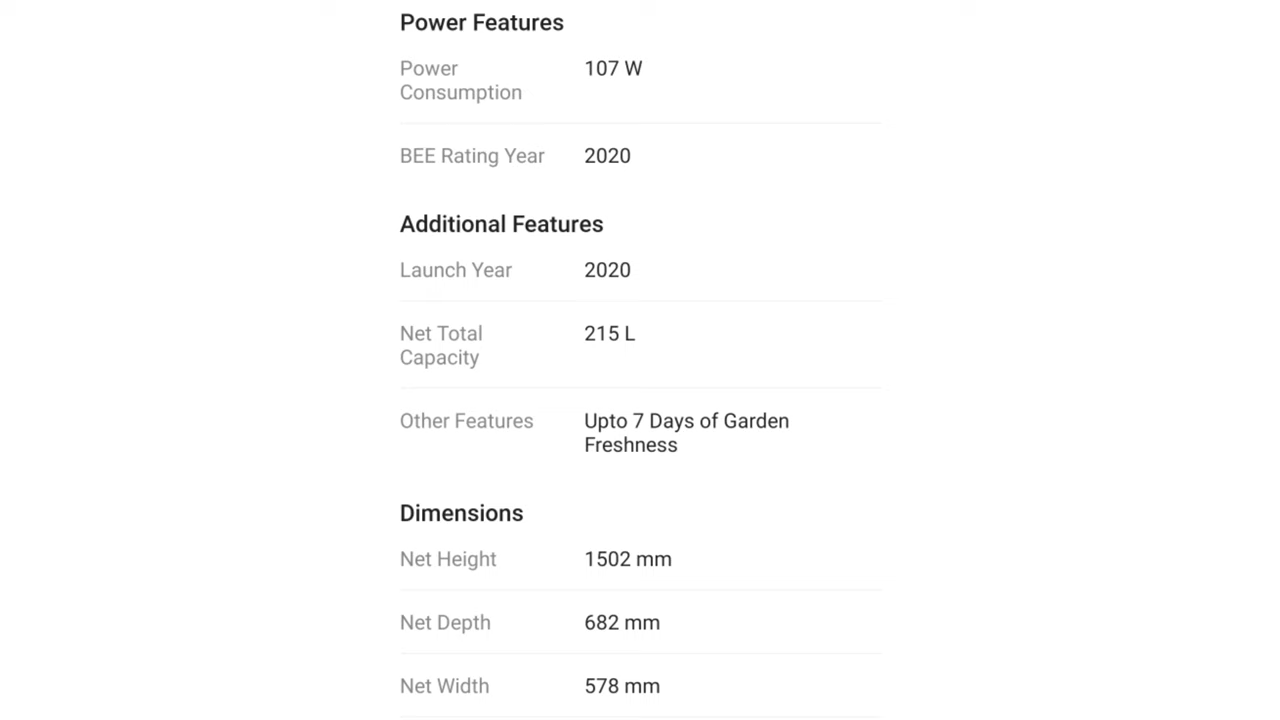 Power Features
Power 107 W
Consumption
BEE Rating Year 2020
Additional Features
Launch Year 2020
Net Total 215 L
Capacity
Other Features Upto 7 Days of Garden
Freshness
Dimensions
Net Height 1502 mm
Net Depth 682 mm
Net Width 578 mm